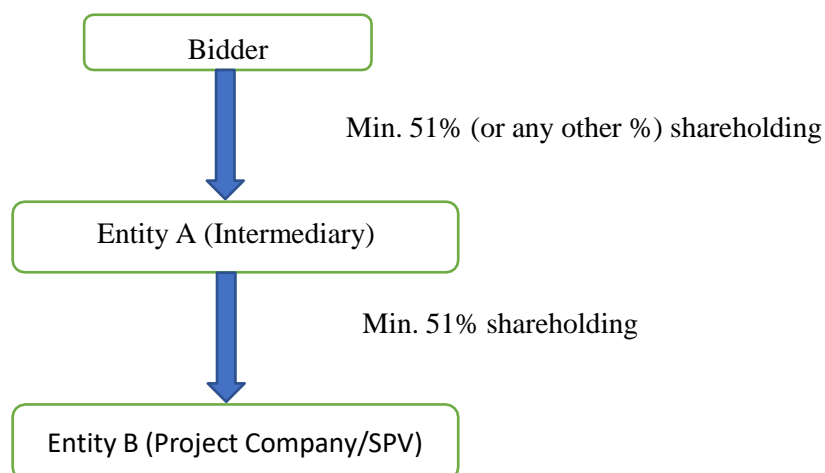 Bidder
Min. 51% (or any other %) shareholding
Entity A (Intermediary)
Min. 51% shareholding
Entity B (Project Company/SPV)